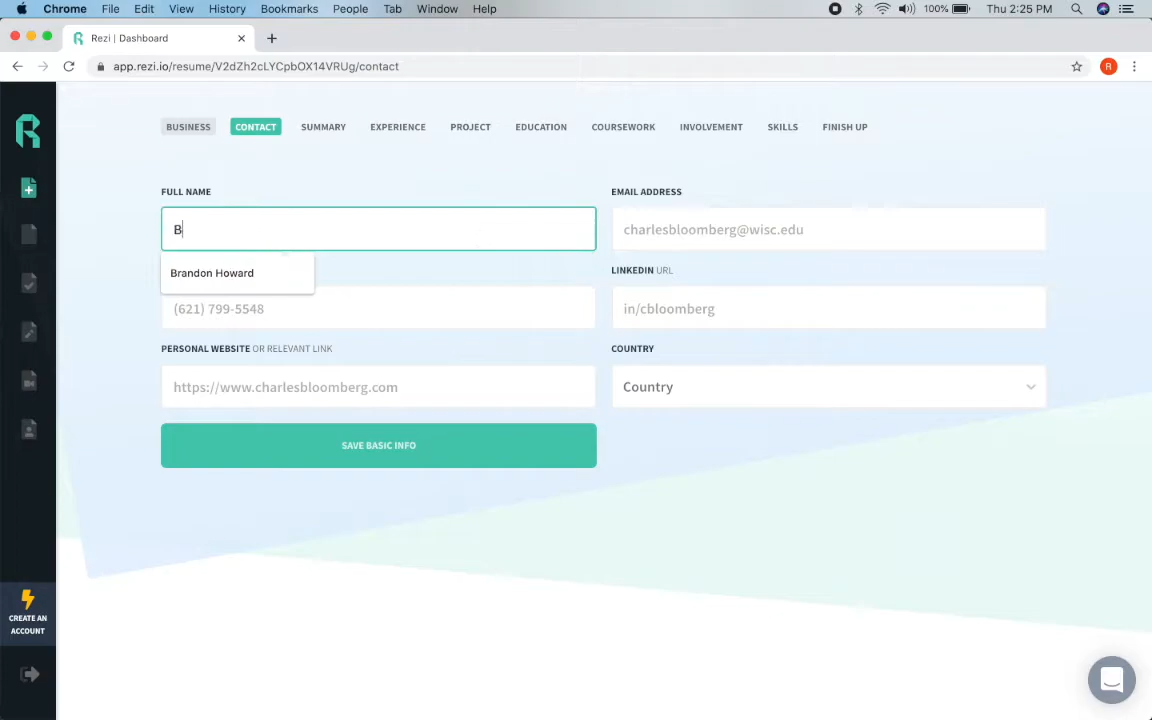 Chrome File Edit View History Bookmarks People Tab Window Help 100% Thu 2:25 PM
Rezi | Dashboard
app.rezi.io/resume/V2dZh2cLYCpbOX14VRUg/contact R
R
BUSINESS CONTACT SUMMARY EXPERIENCE PROJECT EDUCATION COURSEWORK INVOLVEMENT SKILLS FINISH UP
FULL NAME EMAIL ADDRESS
B charlesbloomberg@wisc.edu
Brandon Howard
LINKEDIN URL
(621) 799-5548 in/cbloomberg
PERSONAL WEBSITE OR RELEVANT LINK COUNTRY
https://www.charlesbloomberg.com Country
SAVE BASIC INFO
CREATE AN
ACCOUNT